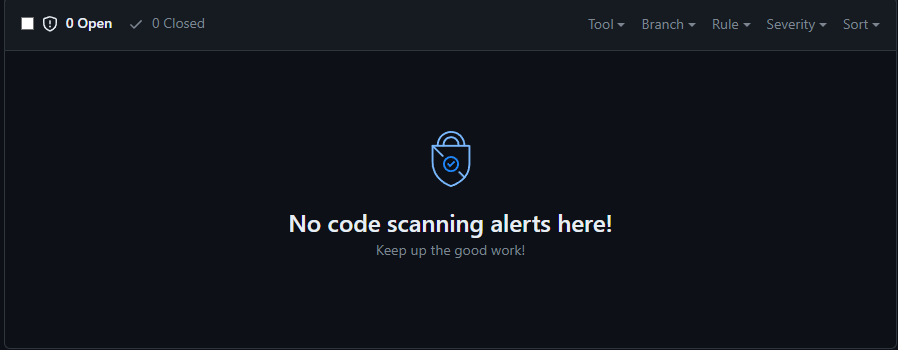 0 Open 0 Closed Tool Branch Rule Severity Sort
No code scanning alerts here!
Keep up the good work!